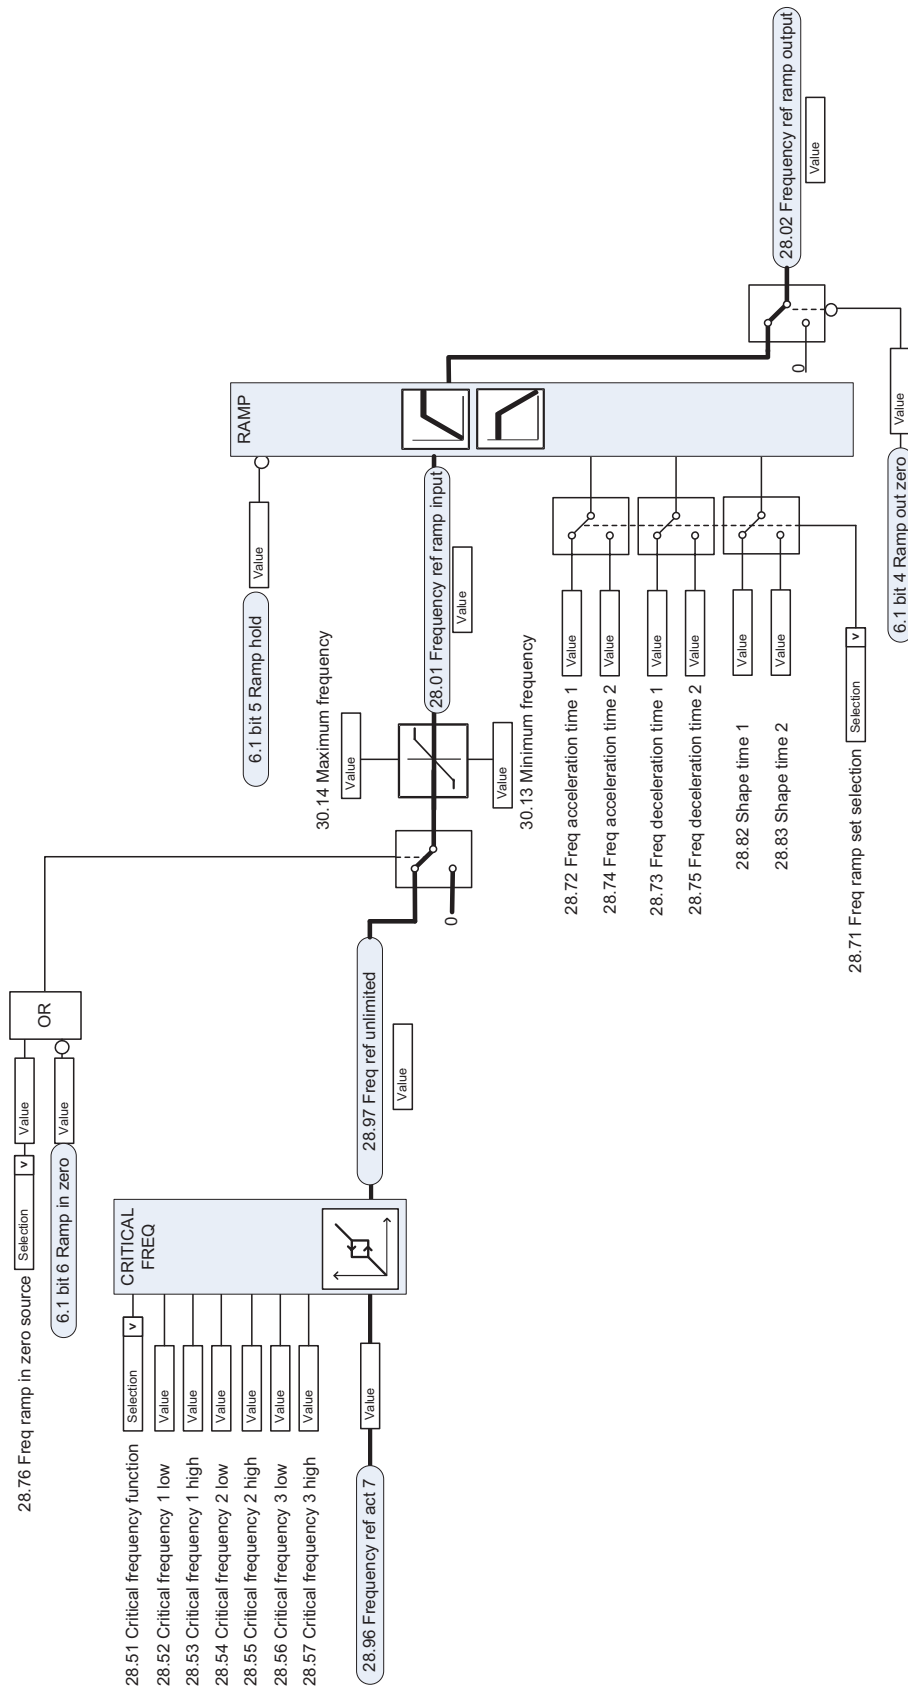 28.76 Freq ramp in zero source
Selection
v
Value
6.1 bit 6 Ramp in zero
Value
OR
28.51 Critical frequency function
Selection
v
28.52 Critical frequency 1 low
Value
28.53 Critical frequency 1 high
Value
28.54 Critical frequency 2 low
Value
28.55 Critical frequency 2 high
Value
28.56 Critical frequency 3 low
Value
28.57 Critical frequency 3 high
Value
28.96 Frequency ref act 7
Value
CRITICAL
FREQ
28.97 Freq ref unlimited
Value
0
30.14 Maximum frequency
Value
30.13 Minimum frequency
Value
6.1 bit 5 Ramp hold
Value
28.01 Frequency ref ramp input
Value
RAMP
28.72 Freq acceleration time 1
Value
28.74 Freq acceleration time 2
Value
28.73 Freq deceleration time 1
Value
28.75 Freq deceleration time 2
Value
28.82 Shape time 1
Value
28.83 Shape time 2
Value
28.71 Freq ramp set selection
Selection
v
0
28.02 Frequency ref ramp output
Value
6.1 bit 4 Ramp out zero
Value